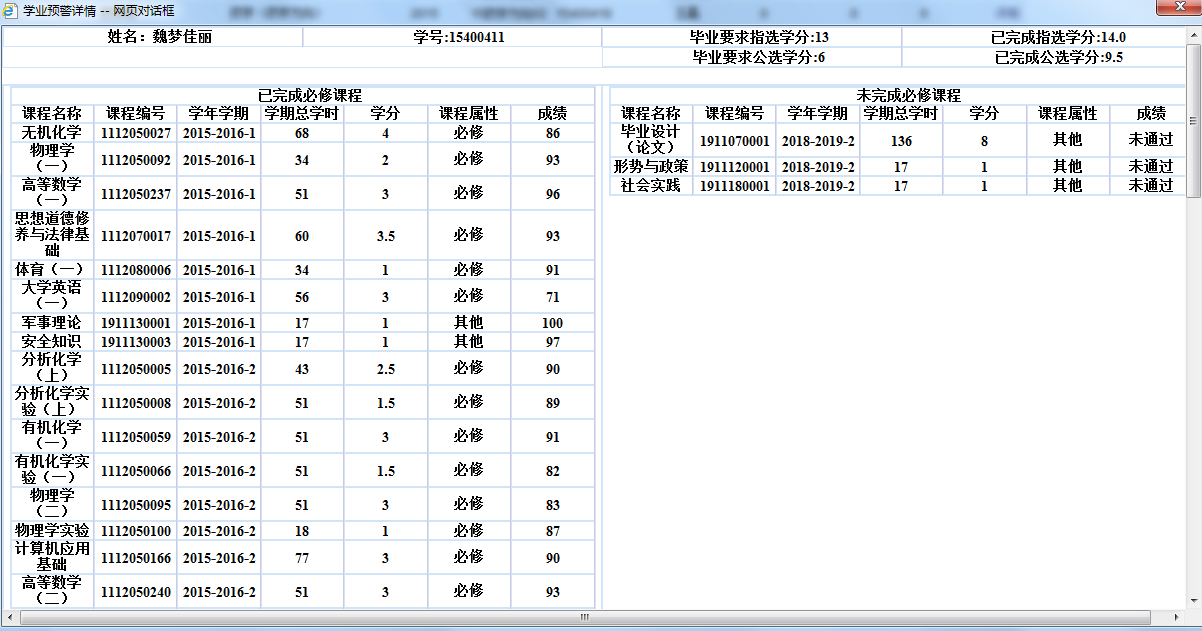 学业预警详情 -- 网页对话框
姓名：魏梦佳丽 学号:15400411 毕业要求指选学分:13 已完成指选学分:14.0
毕业要求公选学分:6 已完成公选学分:9.5
已完成必修课程
课程名称 课程编号 学年学期 学期总学时 学分 课程属性 成绩
无机化学 1112050027 2015-2016-1 68 4 必修 86
物理学
（一） 1112050092 2015-2016-1 34 2 必修 93
高等数学
（一） 1112050237 2015-2016-1 51 3 必修 96
思想道德修
养与法律基
础 1112070017 2015-2016-1 60 3.5 必修 93
体育（一） 1112080006 2015-2016-1 34 1 必修 91
大学英语
（一） 1112090002 2015-2016-1 56 3 必修 71
军事理论 1911130001 2015-2016-1 17 1 其他 100
安全知识 1911130003 2015-2016-1 17 1 其他 97
分析化学
（上） 1112050005 2015-2016-2 43 2.5 必修 90
分析化学实
验（上） 1112050008 2015-2016-2 51 1.5 必修 89
有机化学
（一） 1112050059 2015-2016-2 51 3 必修 91
有机化学实
验（一） 1112050066 2015-2016-2 51 1.5 必修 82
物理学
（二） 1112050095 2015-2016-2 51 3 必修 83
物理学实验 1112050100 2015-2016-2 18 1 必修 87
计算机应用
基础 1112050166 2015-2016-2 77 3 必修 90
高等数学
（二） 1112050240 2015-2016-2 51 3 必修 93
未完成必修课程
课程名称 课程编号 学年学期 学期总学时 学分 课程属性 成绩
毕业设计
（论文） 1911070001 2018-2019-2 136 8 其他 未通过
形势与政策 1911120001 2018-2019-2 17 1 其他 未通过
社会实践 1911180001 2018-2019-2 17 1 其他 未通过